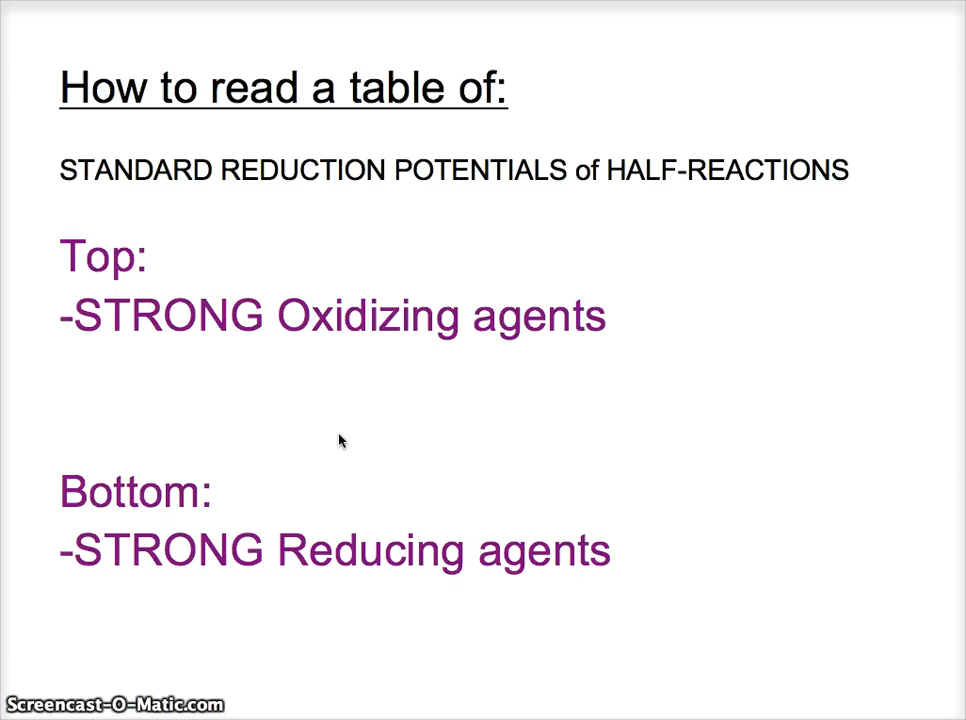 How to read a table of:
STANDARD REDUCTION POTENTIALS of HALF-REACTIONS
Top:
-STRONG Oxidizing agents
Bottom:
-STRONG Reducing agents
Screencast-O-Matic.com